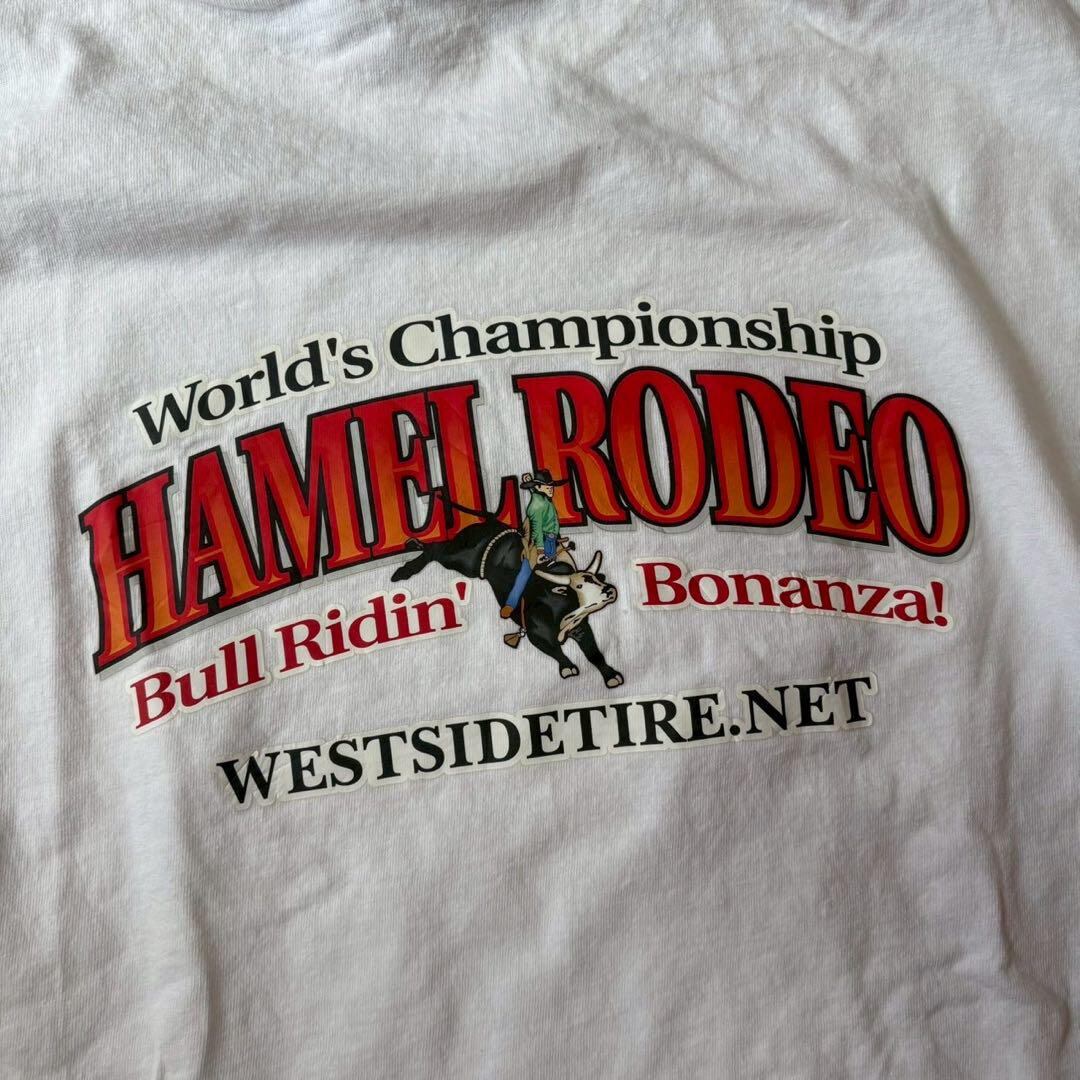 World's Championship
HAMEL RODEO
Bull Ridin' Bonanza!
WESTSIDETIRE.NET